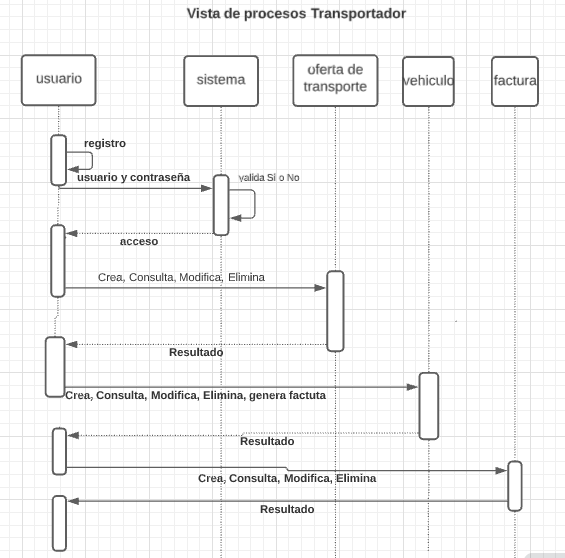 Vista de procesos Transportador
usuario
sistema
oferta de
transporte
vehiculo
factura
registro
usuario y contraseña
valida Si o No
acceso
Crea, Consulta, Modifica, Elimina
Resultado
Crea, Consulta, Modifica, Elimina, genera factuta
Resultado
Crea, Consulta, Modifica, Elimina
Resultado